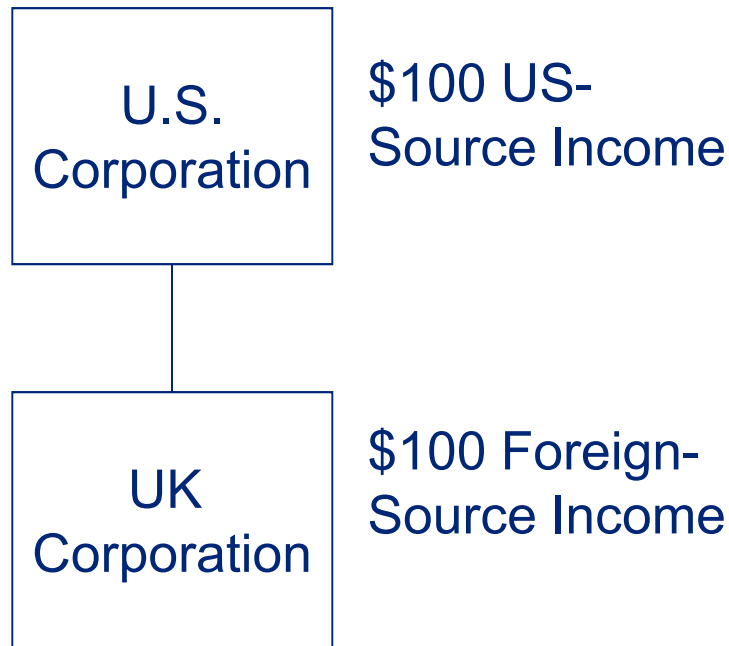 U.S.
Corporation
$100 US-
Source Income
UK
Corporation
$100 Foreign-
Source Income